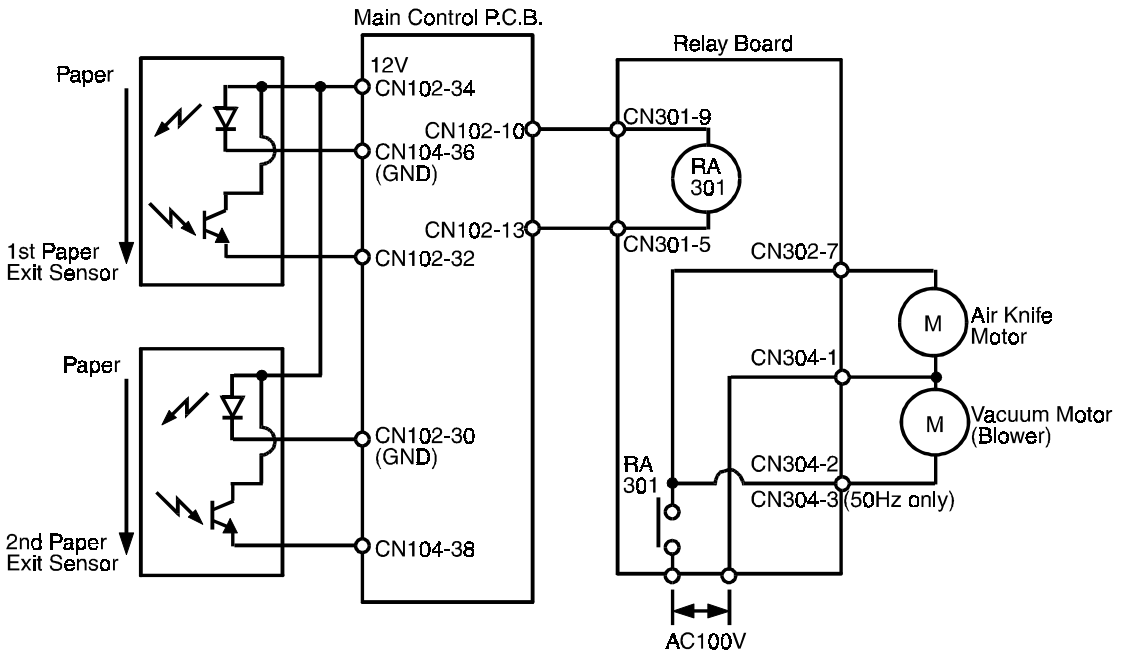 Main Control P.C.B.
Relay Board
Paper
12V
CN102-34
CN102-10
CN104-36
(GND)
CN102-13
CN102-32
1st Paper
Exit Sensor
CN301-9
RA
301
CN301-5
CN302-7
M
Air Knife
Motor
CN304-1
M
Vacuum Motor
(Blower)
Paper
CN102-30
(GND)
RA
301
CN304-2
CN304-3 (50Hz only)
2nd Paper
Exit Sensor
CN104-38
AC100V